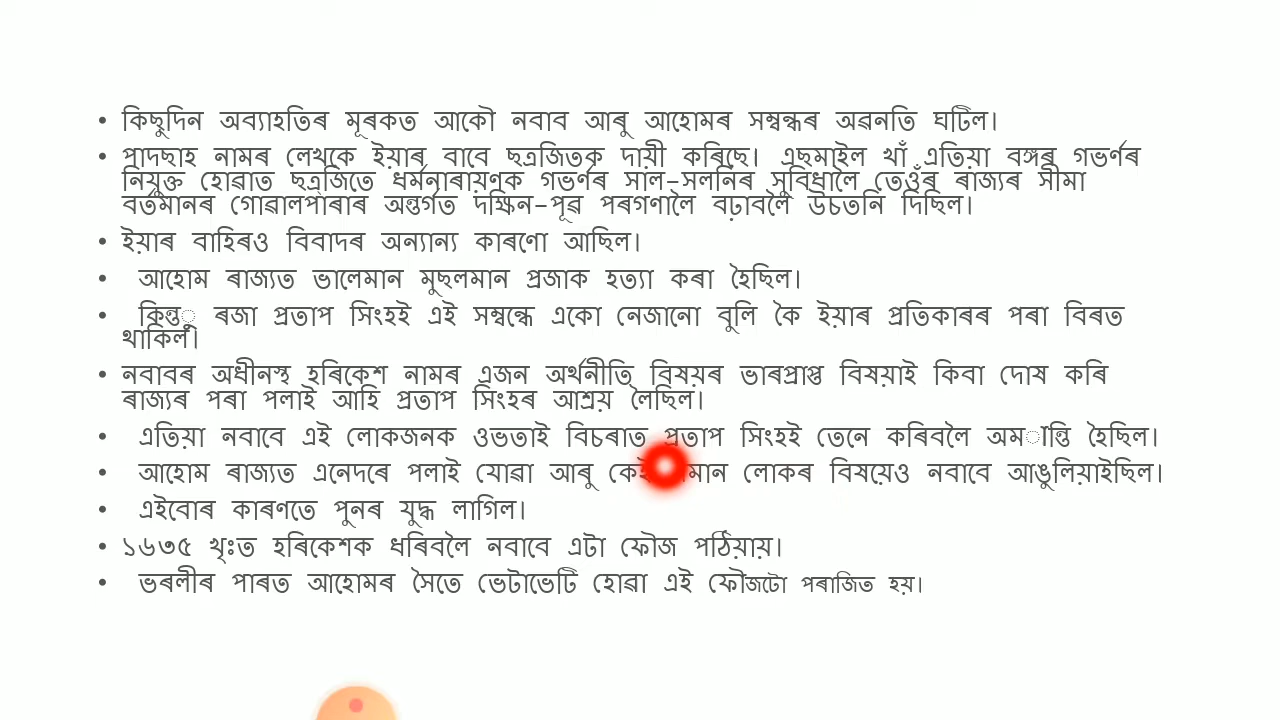 • কিছুদিন অব্যাহতিৰ মূৰকত আকৌ নবাব আৰু আহোমৰ সম্বন্ধৰ অৱনতি ঘটিল।
• পাদছাহ নামৰ লেখকে ইয়াৰ বাবে ছত্ৰজিতক দায়ী কৰিছে। এছমাইল খাঁ এতিয়া বঙ্গৰ গভৰ্ণৰ
নিযুক্ত হোৱাত ছত্ৰজিতে ধৰ্মনাৰায়ণক গভৰ্ণৰ সাল-সলনিৰ সুবিধালৈ তেওঁৰ ৰাজ্যৰ সীমা
বৰ্তমানৰ গোৱালপাৰাৰ অন্তৰ্গত দক্ষিন-পূৱ পৰগণালৈ বঢ়াবলৈ উচতনি দিছিল।
• ইয়াৰ বাহিৰও বিবাদৰ অন্যান্য কাৰণো আছিল।
• আহোম ৰাজ্যত ভালেমান মুছলমান প্ৰজাক হত্যা কৰা হৈছিল।
• কিন্তু ৰজা প্ৰতাপ সিংহই এই সম্বন্ধে একো নেজানো বুলি কৈ ইয়াৰ প্ৰতিকাৰৰ পৰা বিৰত
থাকিল।
• নবাবৰ অধীনস্থ হৰিকেশ নামৰ এজন অৰ্থনীতি বিষয়ৰ ভাৰপ্ৰাপ্ত বিষয়াই কিবা দোষ কৰি
ৰাজ্যৰ পৰা পলাই আহি প্ৰতাপ সিংহৰ আশ্ৰয় লৈছিল।
• এতিয়া নবাবে এই লোকজনক ওভতাই বিচৰাত প্ৰতাপ সিংহই তেনে কৰিবলৈ অমান্তি হৈছিল।
• আহোম ৰাজ্যত এনেদৰে পলাই যোৱা আৰু লোকৰ বিষয়েও নবাবে আঙুলিয়াইছিল।
• এইবোৰ কাৰণতে পুনৰ যুদ্ধ লাগিল।
• ১৬৩৫ খৃঃত হৰিকেশক ধৰিবলৈ নবাবে এটা ফৌজ পঠিয়ায়।
• ভৰলীৰ পাৰত আহোমৰ সৈতে ভেটাভেটি হোৱা এই ফৌজটো পৰাজিত হয়।